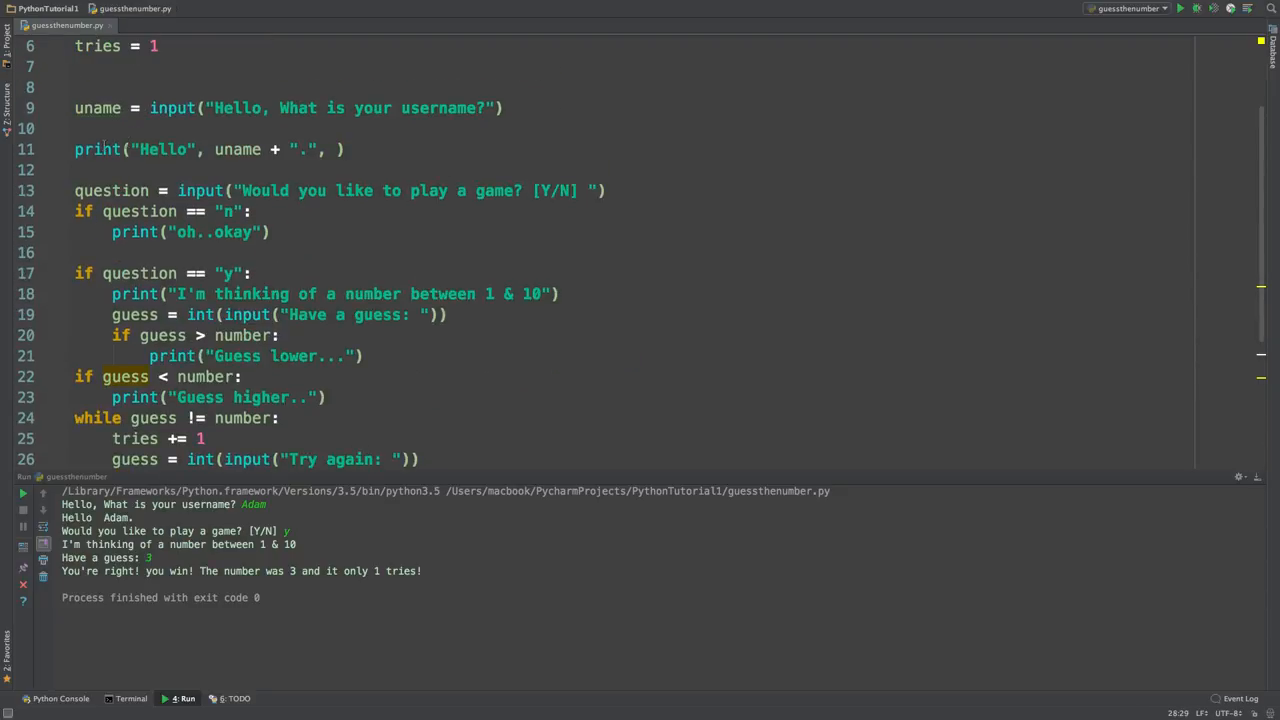 PythonTutorial1 guessthenumber.py guessthenumber
guessthenumber.py
1: Project
Z: Structure
2: Favorites
Database
6 tries = 1
7
8
9 uname = input("Hello, What is your username?")
10
11 print("Hello", uname + ".", )
12
13 question = input("Would you like to play a game? [Y/N] ")
14 if question == "n":
15 print("oh..okay")
16
17 if question == "y":
18 print("I'm thinking of a number between 1 & 10")
19 guess = int(input("Have a guess: "))
20 if guess > number:
21 print("Guess lower...")
22 if guess < number:
23 print("Guess higher..")
24 while guess != number:
25 tries += 1
26 guess = int(input("Try again: "))
Run guessthenumber
/Library/Frameworks/Python.framework/Versions/3.5/bin/python3.5 /Users/macbook/PycharmProjects/PythonTutorial1/guessthenumber.py
Hello, What is your username? Adam
Hello  Adam.
Would you like to play a game? [Y/N] y
I'm thinking of a number between 1 & 10
Have a guess: 3
You're right! you win! The number was 3 and it only 1 tries!
Process finished with exit code 0
Python Console Terminal 4: Run 6: TODO Event Log
28:29 LF UTF-8